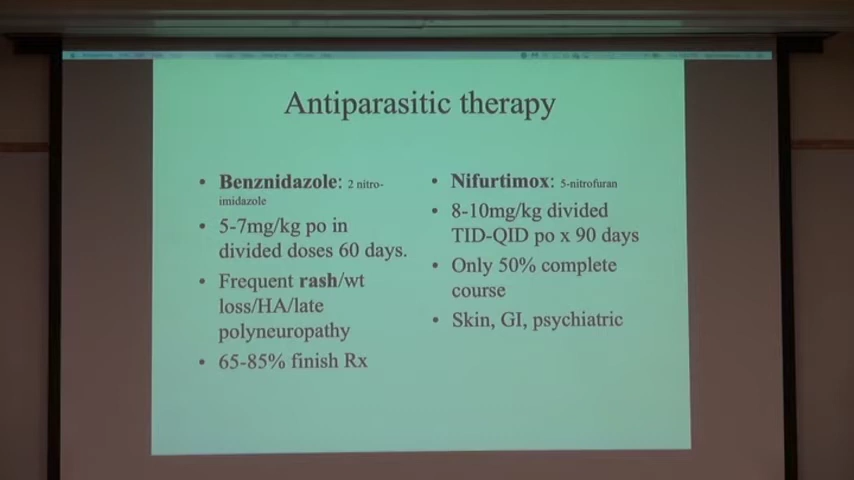 Antiparasitic therapy
• Benznidazole: 2 nitro-
imidazole
• 5-7mg/kg po in
divided doses 60 days.
• Frequent rash/wt
loss/HA/late
polyneuropathy
• 65-85% finish Rx
• Nifurtimox: 5-nitrofuran
• 8-10mg/kg divided
TID-QID po x 90 days
• Only 50% complete
course
• Skin, GI, psychiatric